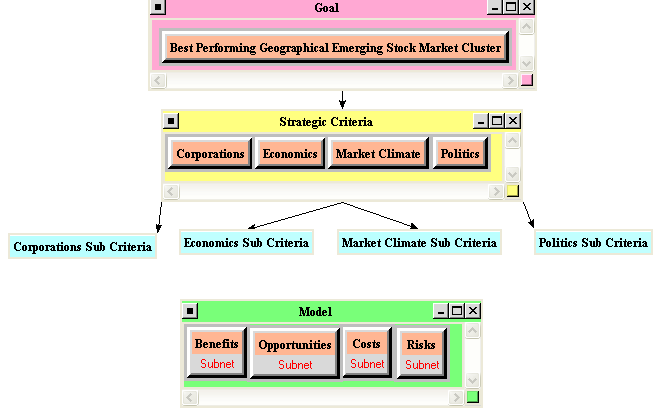 Goal
Best Performing Geographical Emerging Stock Market Cluster
Strategic Criteria
Corporations Economics Market Climate Politics
Corporations Sub Criteria Economics Sub Criteria Market Climate Sub Criteria Politics Sub Criteria
Model
Benefits Opportunities Costs Risks
Subnet Subnet Subnet Subnet